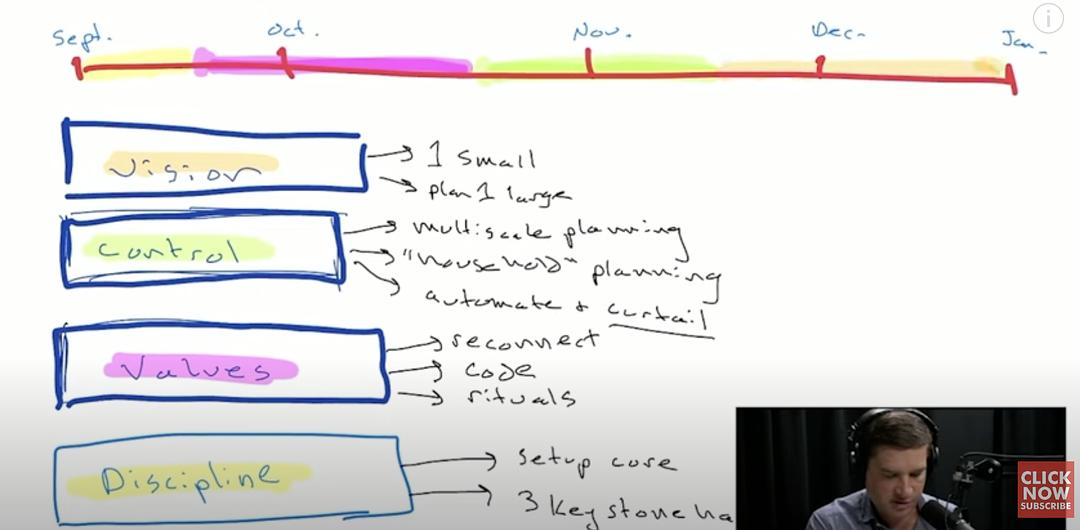 Sept.
Oct.
Nov.
Dec.
Jan.
Vision
1 small
plan 1 large
Control
multiscale planning
"household" planning
automate + curtail
Values
reconnect
code
rituals
Discipline
setup core
3 Keystone ha
CLICK
NOW
SUBSCRIBE
i